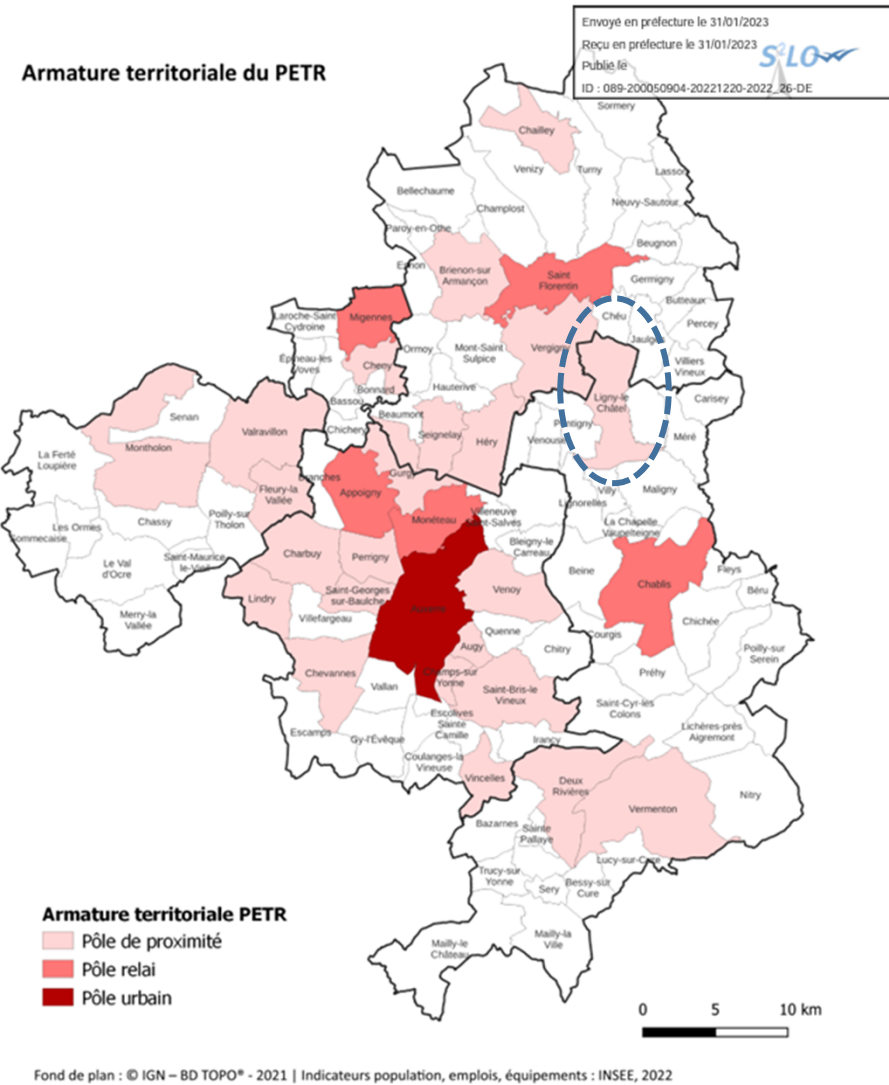 Armature territoriale du PETR
Envoyé en préfecture le 31/01/2023
Reçu en préfecture le 31/01/2023
Publié le
S²LO
ID : 089-200050904-20221220-2022_26-DE
Sormery
Chailley
Venizy
Turny
Lasson
Bellechaume
Neuvy-Sautour
Champlost
Paroy-en-Othe
Beugnon
Esnon
Brienon-sur
Armançon
Saint
Florentin
Germigny
Butteaux
Chéu
Percey
Laroche-Saint
Cydroine
Migennes
Jaulges
Ormoy
Mont-Saint
Sulpice
Vergigny
Villiers
Vineux
Épineau-les
Voves
Cheny
Bonnard
Hauterive
Bassou
Ligny-le
Châtel
Carisey
Beaumont
Senan
Valravillon
Chichery
Seignelay
Héry
Pontigny
Venouse
Méré
Montholon
La Ferté
Loupière
Branches
Gurgy
Fleury-la
Vallée
Appoigny
Villy
Maligny
Lignorelles
Poilly-sur
Tholon
Chassy
Les Ormes
Sommecaise
Monéteau
Villeneuve
Saint-Salves
La Chapelle
Vaupelteigne
Bleigny-le
Carreau
Charbuy
Perrigny
Saint-Maurice
le-Vieil
Le Val
d'Ocre
Beine
Chablis
Fleys
Béru
Lindry
Saint-Georges
sur-Baulche
Venoy
Auxerre
Merry-la
Vallée
Villefargeau
Quenne
Chichée
Courgis
Augy
Chitry
Poilly-sur
Serein
Chevannes
Champs-sur
Yonne
Préhy
Vallan
Saint-Bris-le
Vineux
Saint-Cyr-les
Colons
Escolives
Sainte
Camille
Lichères-près
Aigremont
Escamps
Gy-l'Évêque
Irancy
Coulanges-la
Vineuse
Vincelles
Deux
Rivières
Vermenton
Nitry
Bazarnes
Sainte
Pallaye
Lucy-sur-Cure
Trucy-sur
Yonne
Sery
Bessy-sur
Cure
Mailly-la
Ville
Mailly-le
Château
Armature territoriale PETR
Pôle de proximité
Pôle relai
Pôle urbain
0 5 10 km
Fond de plan : © IGN – BD TOPO® - 2021 | Indicateurs population, emplois, équipements : INSEE, 2022